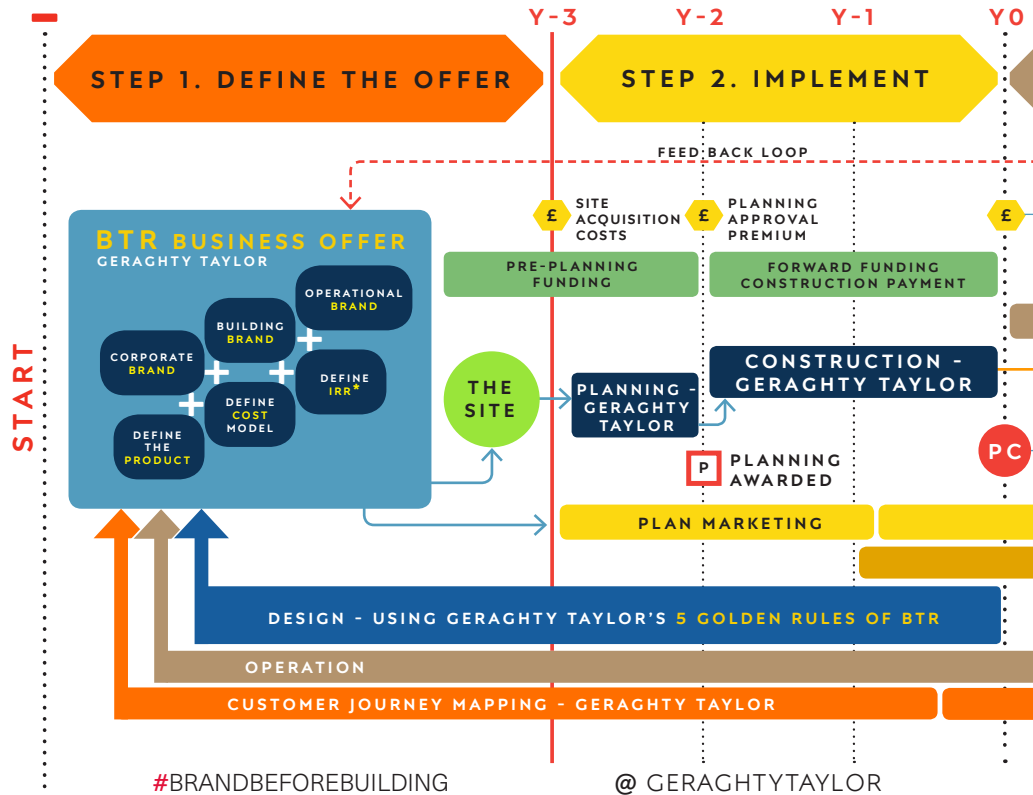 Y-3
Y-2
Y-1
Y0
STEP 1. DEFINE THE OFFER
STEP 2. IMPLEMENT
FEED BACK LOOP
£
SITE
ACQUISITION
COSTS
£
PLANNING
APPROVAL
PREMIUM
£
BTR BUSINESS OFFER
GERAGHTY TAYLOR
PRE-PLANNING
FUNDING
FORWARD FUNDING
CONSTRUCTION PAYMENT
OPERATIONAL
BRAND
BUILDING
BRAND
CORPORATE
BRAND
DEFINE
IRR*
DEFINE
COST
MODEL
DEFINE
THE
PRODUCT
START
THE
SITE
PLANNING -
GERAGHTY
TAYLOR
CONSTRUCTION -
GERAGHTY TAYLOR
PC
P
PLANNING
AWARDED
PLAN MARKETING
DESIGN - USING GERAGHTY TAYLOR'S 5 GOLDEN RULES OF BTR
OPERATION
CUSTOMER JOURNEY MAPPING - GERAGHTY TAYLOR
#BRANDBEFOREBUILDING
@ GERAGHTYTAYLOR